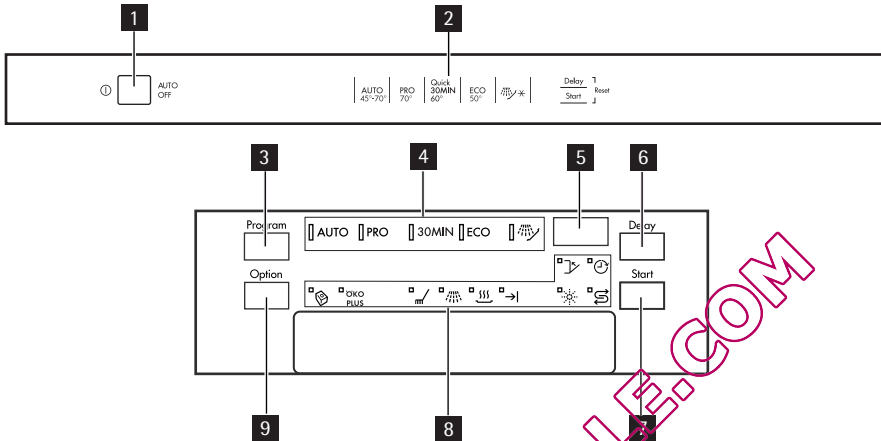 1
2
AUTO
OFF
AUTO
45°-70°
PRO
70°
Quick
30MIN
60°
ECO
50°
Delay
Start
Reset
3
4
5
6
Program
AUTO
PRO
30MIN
ECO
Delay
Option
ÖKO
PLUS
Start
9
8
7
LE.COM